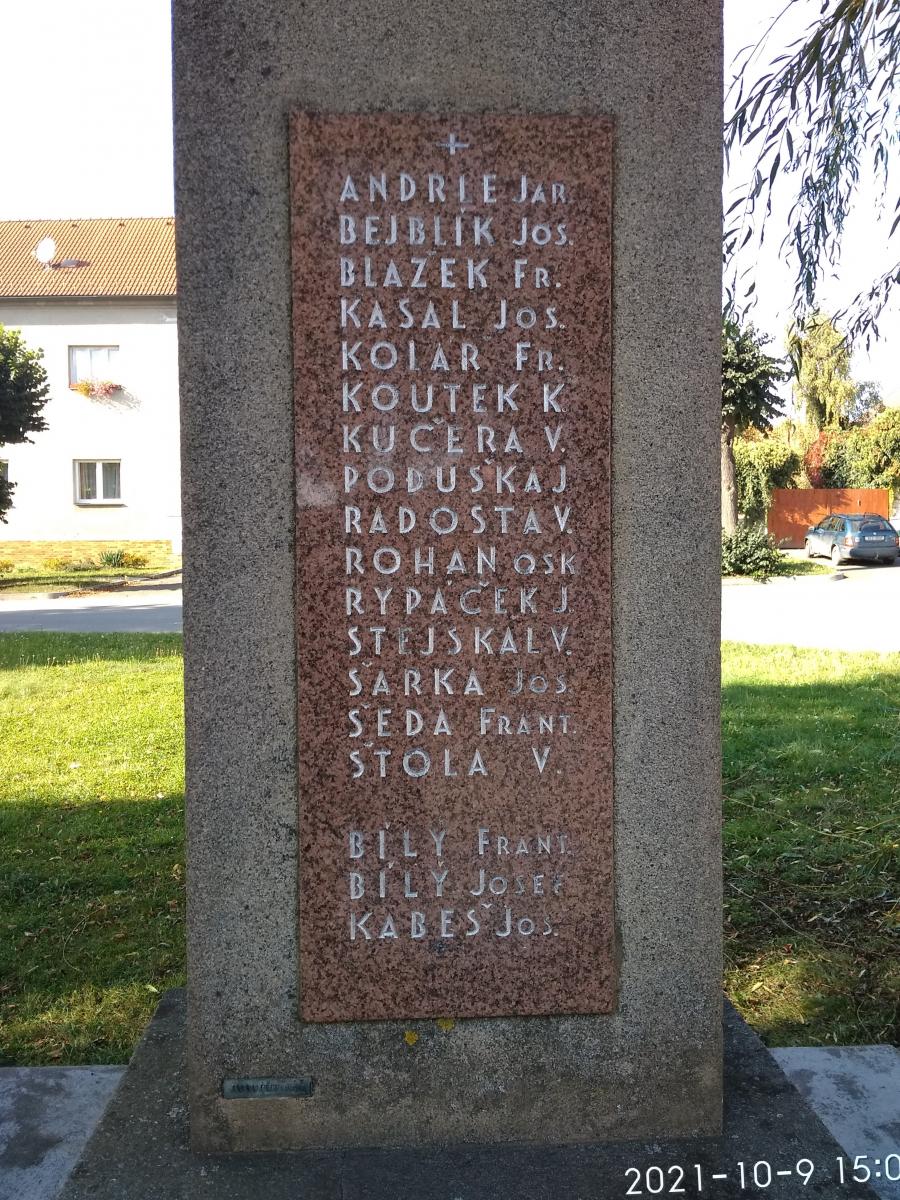 ANDRLE JAR.
BEJBLÍK JOS.
BLAŽEK FR.
KASAL JOS.
KOLÁŘ FR.
KOUTEK K.
KUČERA V.
PODUŠKA J.
RADOSTA V.
ROHAN OSK.
RYPÁČEK J.
STEJSKAL V.
ŠÁRKA JOS.
ŠEDA FRANT.
ŠTOLA V.
BÍLÝ FRANT.
BÍLÝ JOSEF
KABEŠ JOS.
2021-10-9 15:0